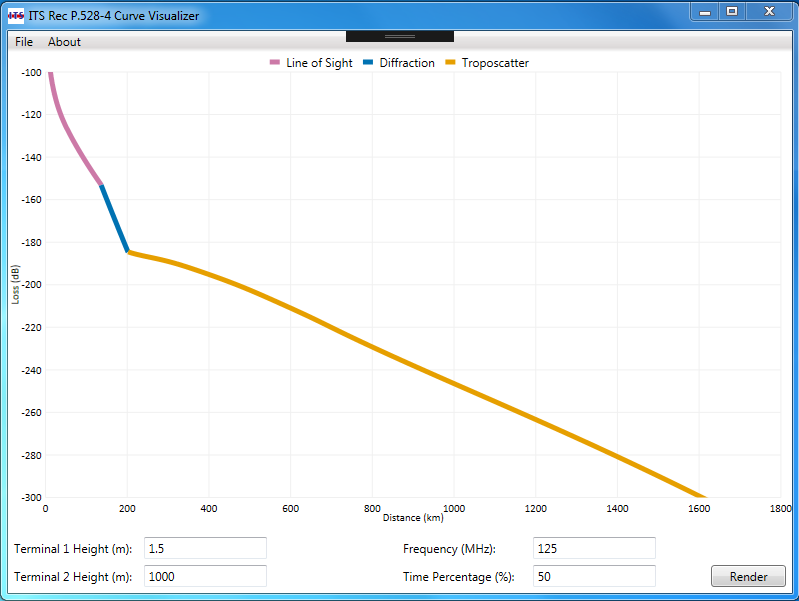 ITS ITS Rec P.528-4 Curve Visualizer
File About
Line of Sight Diffraction Troposcatter
-100
-120
-140
-160
-180
-200
-220
-240
-260
-280
-300
Loss (dB)
0 200 400 600 800 1000 1200 1400 1600 1800
Distance (km)
Terminal 1 Height (m): 1.5 Frequency (MHz): 125
Terminal 2 Height (m): 1000 Time Percentage (%): 50 Render